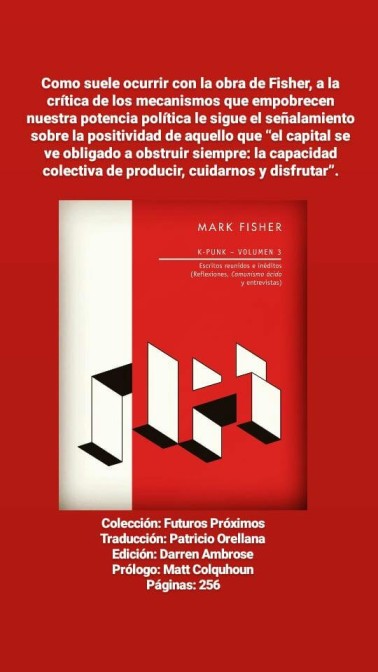 Como suele ocurrir con la obra de Fisher, a la
crítica de los mecanismos que empobrecen
nuestra potencia política le sigue el señalamiento
sobre la positividad de aquello que “el capital se
ve obligado a obstruir siempre: la capacidad
colectiva de producir, cuidarnos y disfrutar”.
MARK FISHER
K-PUNK – VOLUMEN 3
Escritos reunidos e inéditos
(Reflexiones, Comunismo ácido
y entrevistas)
Colección: Futuros Próximos
Traducción: Patricio Orellana
Edición: Darren Ambrose
Prólogo: Matt Colquhoun
Páginas: 256